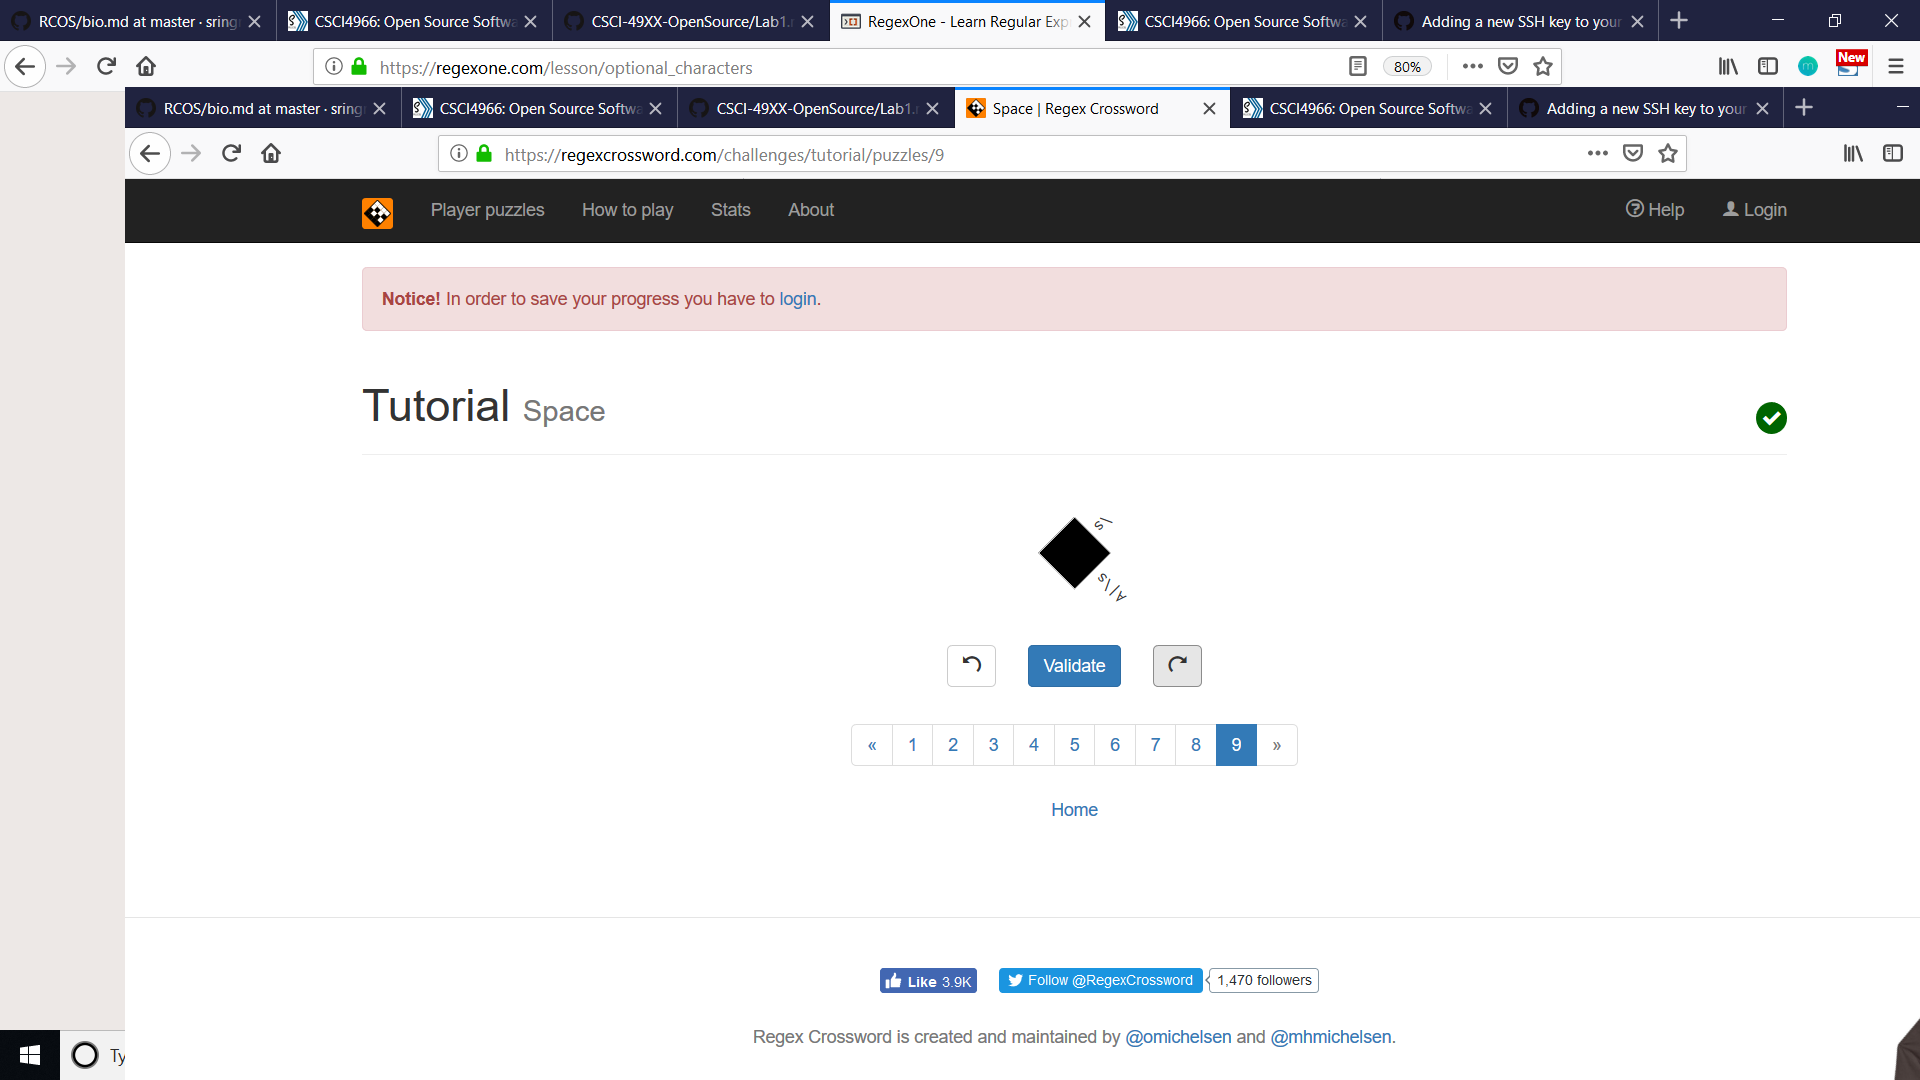 RCOS/bio.md at master · sring
CSCI4966: Open Source Softwa
CSCI-49XX-OpenSource/Lab1.
RegexOne - Learn Regular Exp
CSCI4966: Open Source Softwa
Adding a new SSH key to your
https://regexone.com/lesson/optional_characters
80%
New
m
RCOS/bio.md at master · sring
CSCI4966: Open Source Softwa
CSCI-49XX-OpenSource/Lab1.
Space | Regex Crossword
CSCI4966: Open Source Softwa
Adding a new SSH key to your
https://regexcrossword.com/challenges/tutorial/puzzles/9
Player puzzles How to play Stats About Help Login
Notice! In order to save your progress you have to login.
Tutorial Space
\s
A|\s
Validate
« 1 2 3 4 5 6 7 8 9 »
Home
Like 3.9K Follow @RegexCrossword 1,470 followers
Regex Crossword is created and maintained by @omichelsen and @mhmichelsen.
Ty